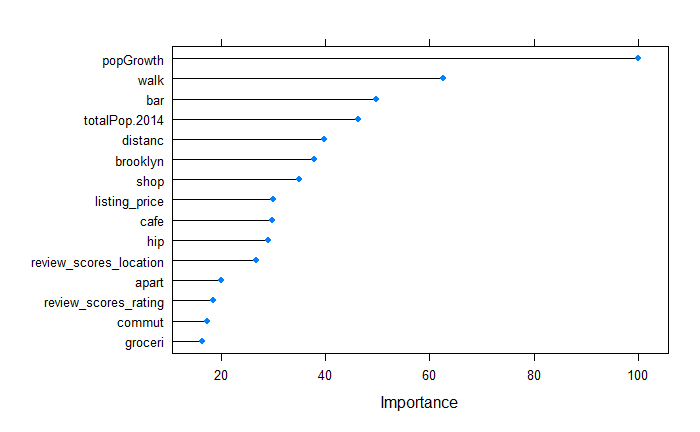 popGrowth
walk
bar
totalPop.2014
distanc
brooklyn
shop
listing_price
cafe
hip
review_scores_location
apart
review_scores_rating
commut
groceri
20 40 60 80 100
Importance